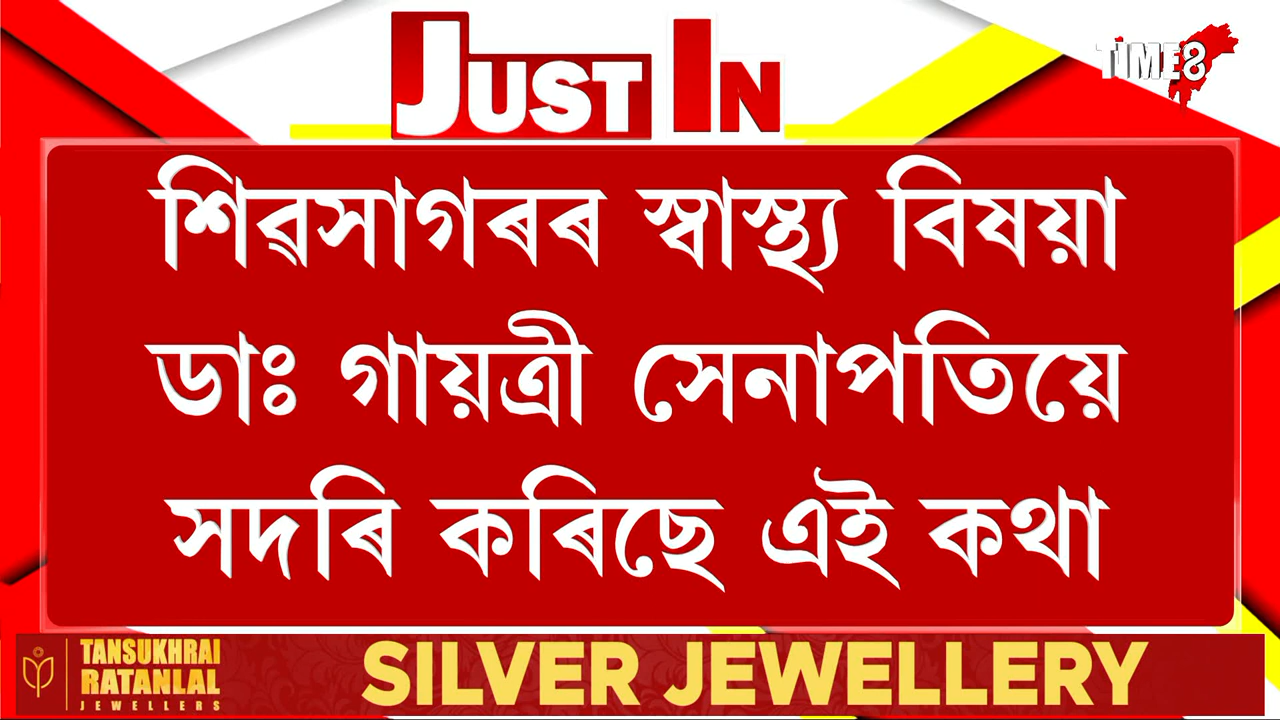 JUST IN
TIME8
শিৱসাগৰৰ স্বাস্থ্য বিষয়া
ডাঃ গায়ত্ৰী সেনাপতিয়ে
সদৰি কৰিছে এই কথা
TANSUKHRAI
RATANLAL
JEWELLERS
SILVER JEWELLERY